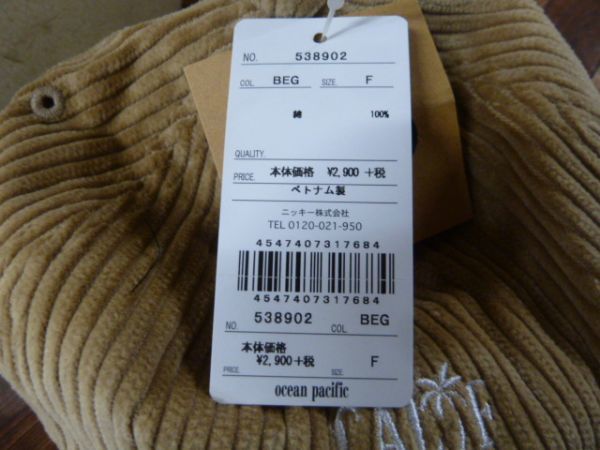 NO. 538902
COL. BEG SIZE. F
綿 100%
QUALITY
PRICE. 本体価格 ¥2,900 +税
ベトナム製
ニッキー株式会社
TEL 0120-021-950
4547407317684
4547407317684
NO. 538902 COL. BEG
本体価格
PRICE. ¥2,900+税 SIZE. F
ocean pacific